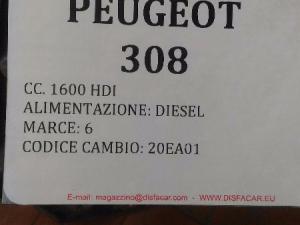 PEUGEOT
308
CC. 1600 HDI
ALIMENTAZIONE: DIESEL
MARCE: 6
CODICE CAMBIO: 20EA01
E-mail: magazzino@disfacar.com - WWW.DISFACAR.EU